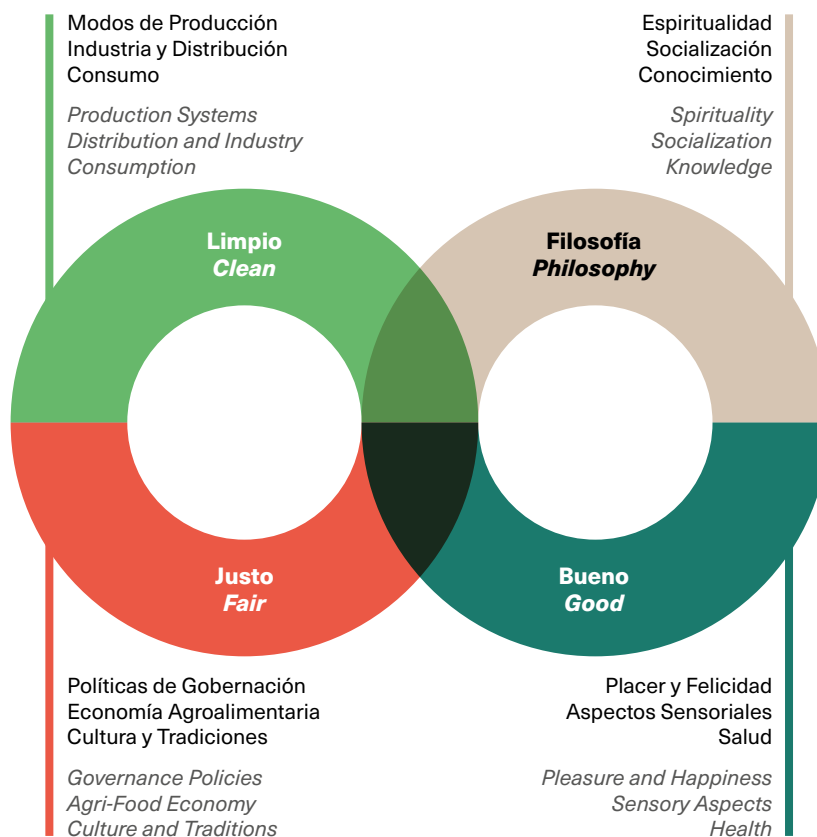 Modos de Producción
Industria y Distribución
Consumo
Production Systems
Distribution and Industry
Consumption
Espiritualidad
Socialización
Conocimiento
Spirituality
Socialization
Knowledge
Limpio
Clean
Filosofía
Philosophy
Justo
Fair
Bueno
Good
Políticas de Gobernación
Economía Agroalimentaria
Cultura y Tradiciones
Governance Policies
Agri-Food Economy
Culture and Traditions
Placer y Felicidad
Aspectos Sensoriales
Salud
Pleasure and Happiness
Sensory Aspects
Health